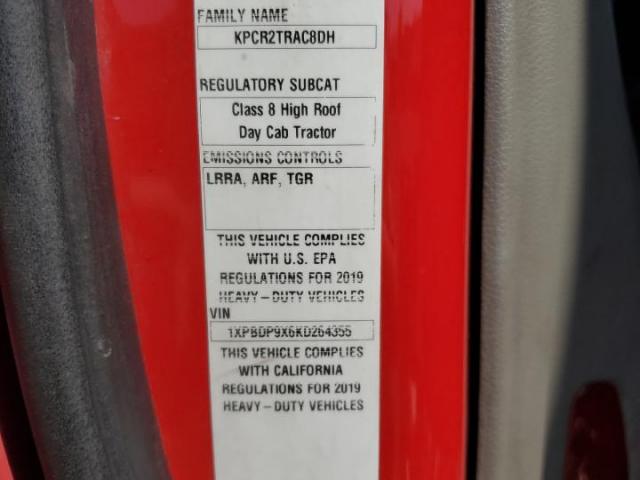 FAMILY NAME
KPCR2TRAC8DH
REGULATORY SUBCAT
Class 8 High Roof
Day Cab Tractor
EMISSIONS CONTROLS
LRRA, ARF, TGR
THIS VEHICLE COMPLIES
WITH U.S. EPA
REGULATIONS FOR 2019
HEAVY-DUTY VEHICLES
VIN
1XPBDP9X6KD264355
THIS VEHICLE COMPLIES
WITH CALIFORNIA
REGULATIONS FOR 2019
HEAVY-DUTY VEHICLES